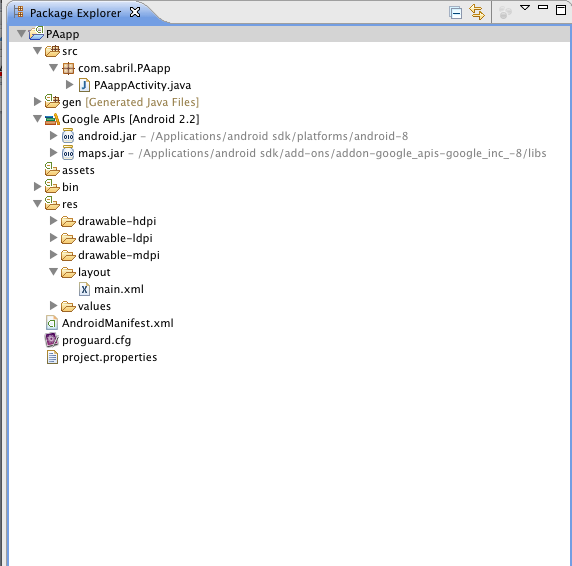 Package Explorer
PAapp
src
com.sabril.PAapp
PAappActivity.java
gen [Generated Java Files]
Google APIs [Android 2.2]
android.jar - /Applications/android sdk/platforms/android-8
maps.jar - /Applications/android sdk/add-ons/addon-google_apis-google_inc_-8/libs
assets
bin
res
drawable-hdpi
drawable-ldpi
drawable-mdpi
layout
main.xml
values
AndroidManifest.xml
proguard.cfg
project.properties